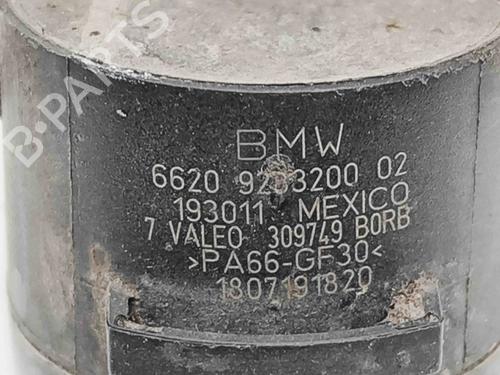 B-PARTS
BMW
6620 9283200 02
193011 MEXICO
7 VALEO 309749 BORB
>PA66-GF30<
1807191820